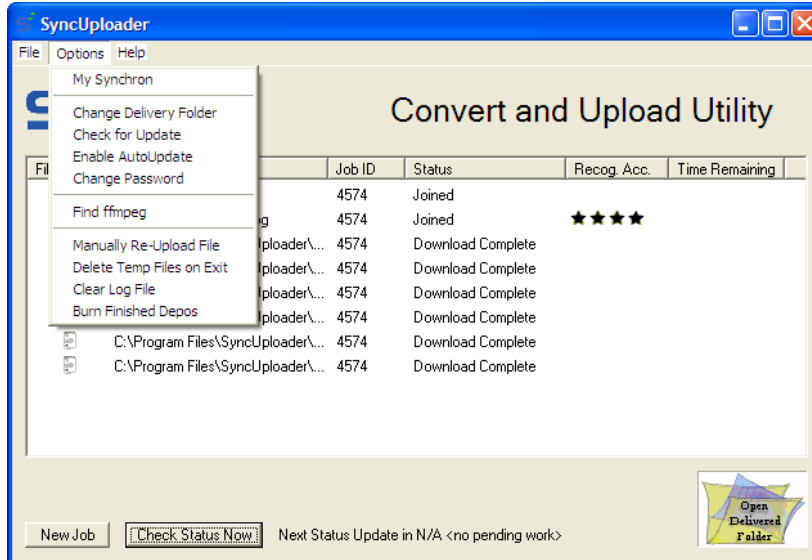 SyncUploader
File Options Help
My Synchron
Convert and Upload Utility
Change Delivery Folder
Check for Update
Enable AutoUpdate
Change Password
Find ffmpeg
Manually Re-Upload File
Delete Temp Files on Exit
Clear Log File
Burn Finished Depos
Fil Job ID Status Recog. Acc. Time Remaining
4574 Joined
4574 Joined ★★★★
ploader\... 4574 Download Complete
ploader\... 4574 Download Complete
ploader\... 4574 Download Complete
ploader\... 4574 Download Complete
C:\Program Files\SyncUploader\... 4574 Download Complete
C:\Program Files\SyncUploader\... 4574 Download Complete
Open
Delivered
Folder
New Job Check Status Now Next Status Update in N/A <no pending work>